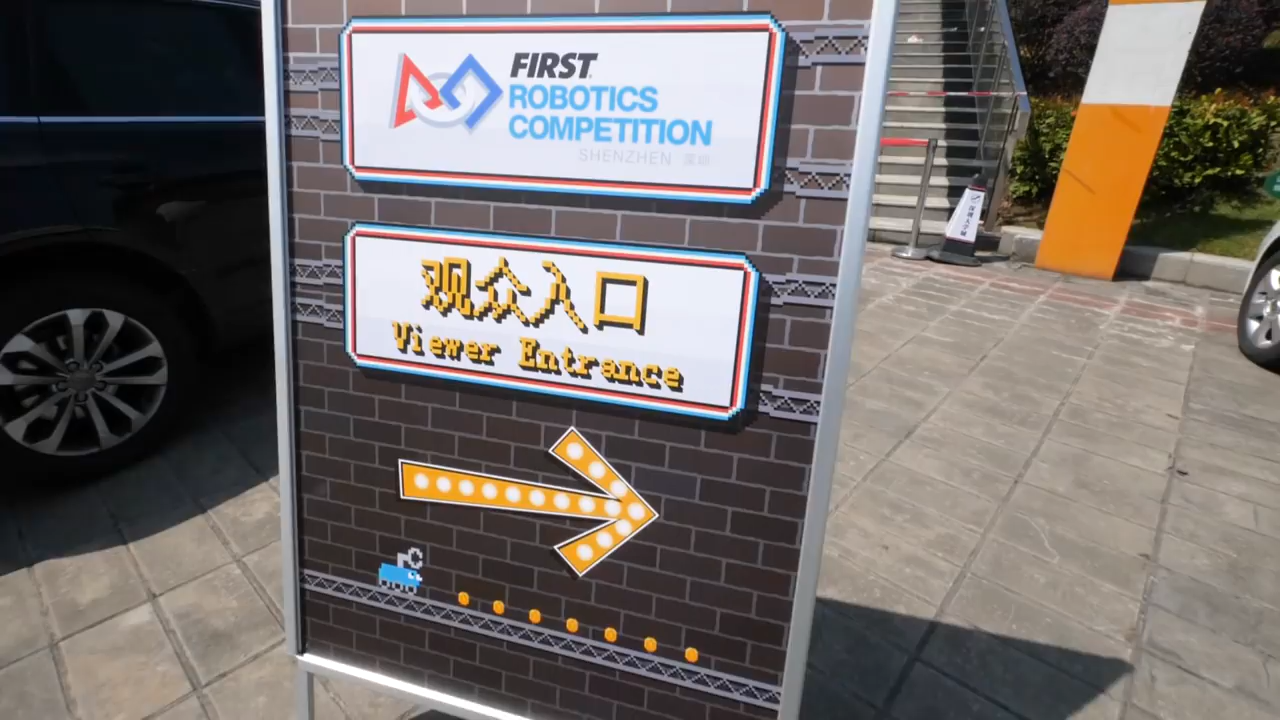 FIRST
ROBOTICS
COMPETITION
SHENZHEN 深圳
观众入口
Viewer Entrance